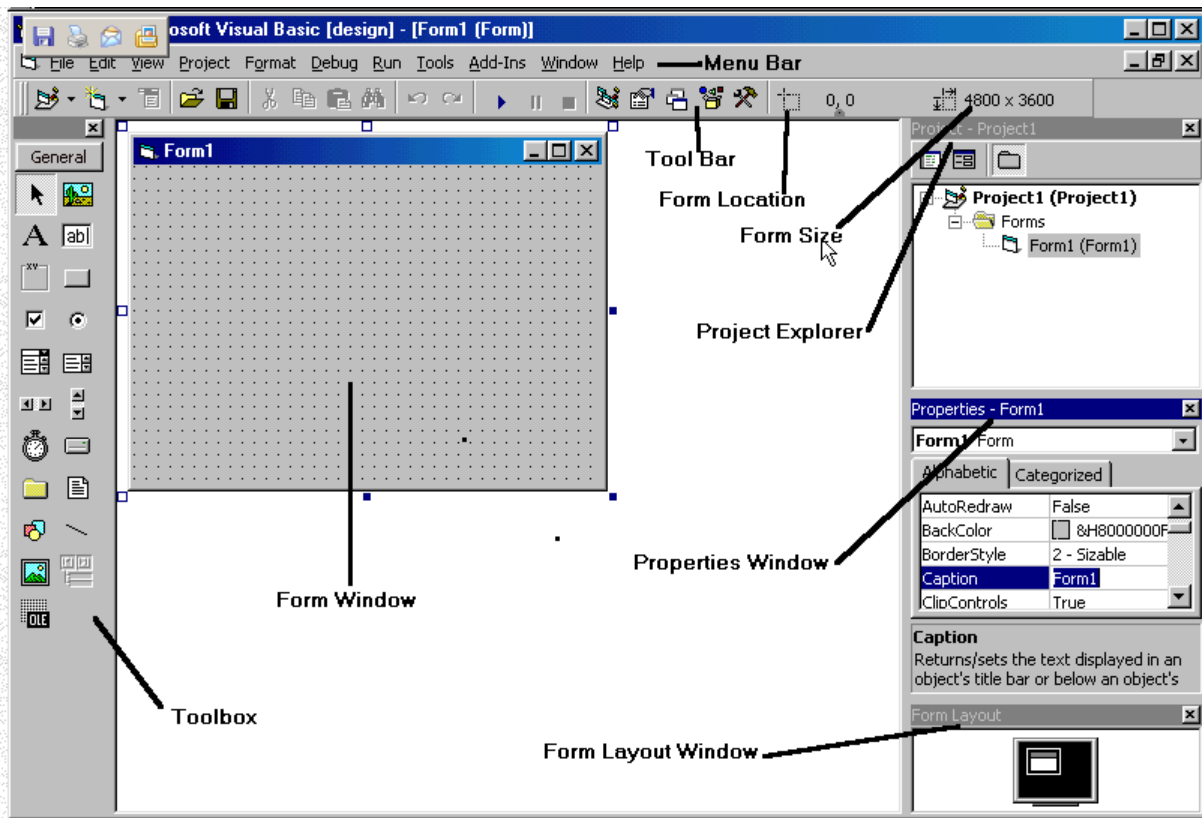 osoft Visual Basic [design] - [Form1 (Form)]
File Edit View Project Format Debug Run Tools Add-Ins Window Help Menu Bar
0, 0 4800 x 3600
General
Form1
Tool Bar
Form Location
Form Size
Project Explorer
Project - Project1
Project1 (Project1)
Forms
Form1 (Form1)
A
ab|
XY
OLE
Properties - Form1
Form1 Form
Alphabetic Categorized
AutoRedraw False
BackColor &H8000000F
BorderStyle 2 - Sizable
Caption Form1
ClipControls True
Properties Window
Form Window
Caption
Returns/sets the text displayed in an
object's title bar or below an object's
Toolbox
Form Layout
Form Layout Window